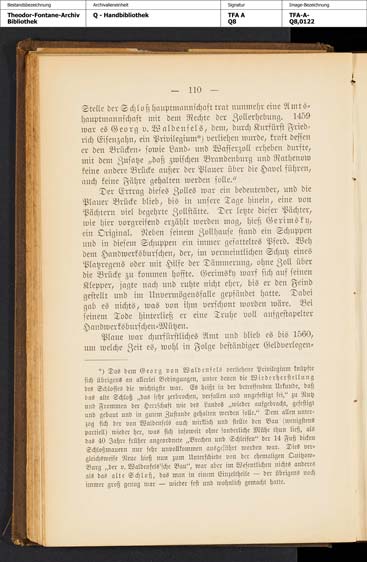 Bestandsbezeichnung
Theodor-Fontane-Archiv
Bibliothek
Archivalieneinheit
Q - Handbibliothek
Signatur
TFA A
Q8
Image-Bezeichnung
TFA-A-
Q8,0122
— 110 —
Stelle der Schloßhauptmannschaft trat nunmehr eine Amts-
hauptmannschaft mit dem Rechte der Zollerhebung. 1459
war es Georg v. Waldenfels, dem, durch Kurfürst Fried-
rich Eisenzahn, ein Privilegium*) verliehen wurde, kraft dessen
er den Brücken- sowie Land- und Wasserzoll erheben durfte,
mit dem Zusatze „daß zwischen Brandenburg und Rathenow
keine andere Brücke außer der Plauer über die Havel führen,
auch keine Fähre gehalten werden solle.“
Der Ertrag dieses Zolles war ein bedeutender, und die
Plauer Brücke blieb, bis in unsere Tage hinein, eine von
Pächtern viel begehrte Zollstätte. Der letzte dieser Pächter,
wie hier vorgreifend erzählt werden mag, hieß Gerimsky,
ein Original. Neben seinem Zollhause stand ein Schuppen
und in diesem Schuppen ein immer gesatteltes Pferd. Weh
dem Handwerksburschen, der, im vermeintlichen Schutz eines
Platzregens oder mit Hilfe der Dämmerung, ohne Zoll über
die Brücke zu kommen hoffte. Gerimsky warf sich auf seinen
Klepper, jagte nach und ruhte nicht eher, bis er den Feind
gestellt und im Unvermögensfalle gepfändet hatte. Dabei
gab es nichts, was von ihm verschont worden wäre. Bei
seinem Tode hinterließ er eine Truhe voll aufgestapelter
Handwerksburschen-Mützen.
Plaue war churfürstliches Amt und blieb es bis 1560,
um welche Zeit es, wohl in Folge beständiger Geldverlegen-
*) Das dem Georg von Waldenfels verliehene Privilegium knüpfte
sich übrigens an allerlei Bedingungen, unter denen die Wiederherstellung
des Schlosses die wichtigste war. Es heißt in der betreffenden Urkunde, daß
das alte Schloß „das sehr gebrochen, verfallen und ungefestigt sei,“ zu Nutz
und Frommen der Herrschaft wie des Landes „wieder aufgebracht, gefestigt
und gebaut und in gutem Zustande gehalten werden solle.“ Dem allen unter-
zog sich der von Waldenfels auch wirklich und stellte den Bau (wenigstens
partiell) wieder her, was sich insoweit ohne sonderliche Mühe thun ließ, als
das 40 Jahre früher angeordnete „Brechen und Schleifen“ der 14 Fuß dicken
Schloßmauern nur sehr unvollkommen ausgeführt worden war. Dies ver-
gleichsweise Neue hieß nun zum Unterschiede von der ehemaligen Quitzow-
Burg „der v. Waldenfels'sche Bau“, war aber im Wesentlichen nichts anderes
als das alte Schloß, das man in einem Einzeltheile — der übrigens noch
immer groß genug war — wieder fest und wohnlich gemacht hatte.